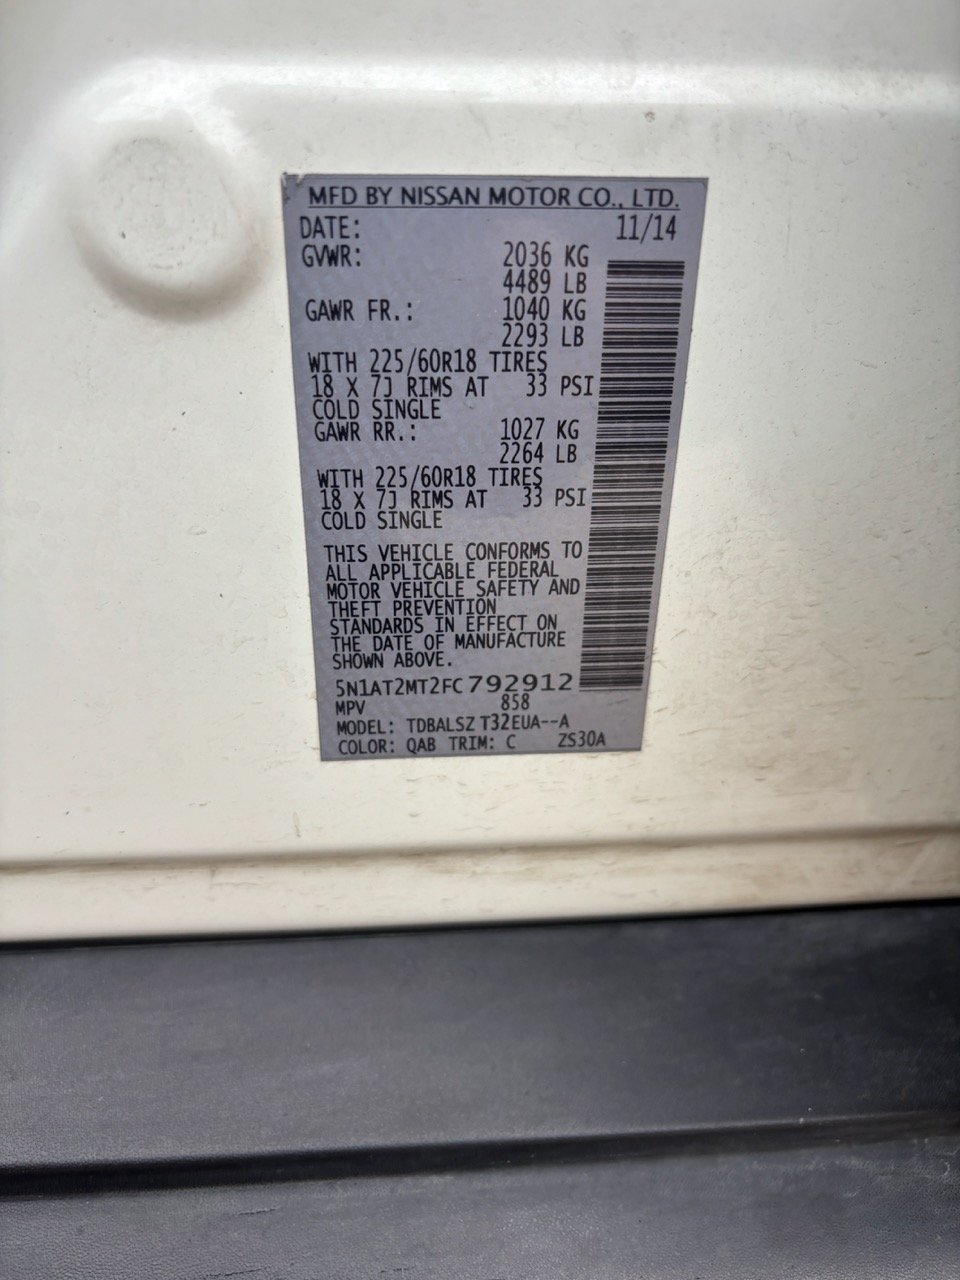 MFD BY NISSAN MOTOR CO., LTD.
DATE: 11/14
GVWR: 2036 KG
4489 LB
GAWR FR.: 1040 KG
2293 LB
WITH 225/60R18 TIRES
18 X 7J RIMS AT 33 PSI
COLD SINGLE
GAWR RR.: 1027 KG
2264 LB
WITH 225/60R18 TIRES
18 X 7J RIMS AT 33 PSI
COLD SINGLE
THIS VEHICLE CONFORMS TO
ALL APPLICABLE FEDERAL
MOTOR VEHICLE SAFETY AND
THEFT PREVENTION
STANDARDS IN EFFECT ON
THE DATE OF MANUFACTURE
SHOWN ABOVE.
5N1AT2MT2FC792912
MPV 858
MODEL: TDBALSZ T32EUA--A
COLOR: QAB TRIM: C ZS30A